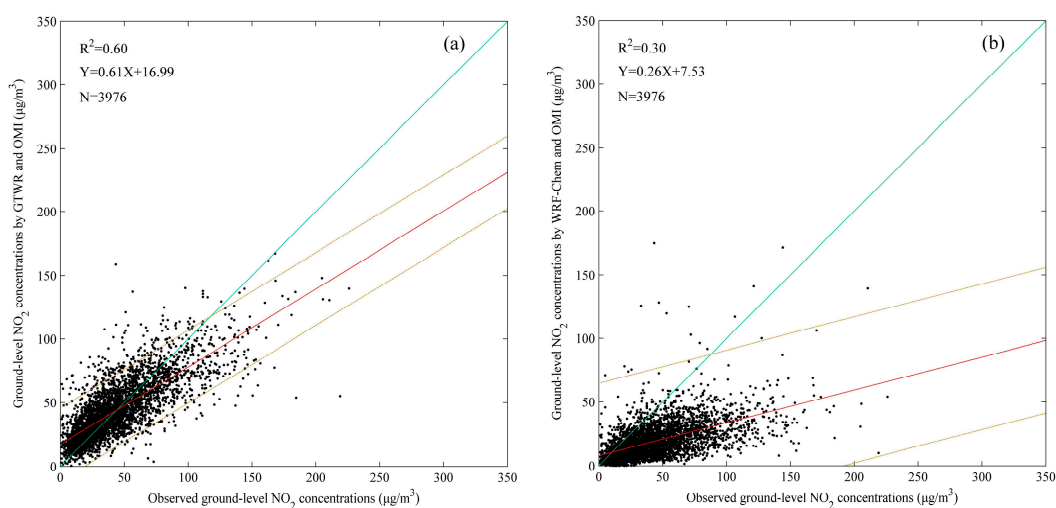 350
300
250
200
150
100
50
0
0 50 100 150 200 250 300 350
Ground-level NO2 concentrations by GTWR and OMI (μg/m³)
Observed ground-level NO2 concentrations (μg/m³)
R²=0.60
Y=0.61X+16.99
N=3976
(a)
350
300
250
200
150
100
50
0
0 50 100 150 200 250 300 350
Ground-level NO2 concentrations by WRF-Chem and OMI (μg/m³)
Observed ground-level NO2 concentrations (μg/m³)
R²=0.30
Y=0.26X+7.53
N=3976
(b)